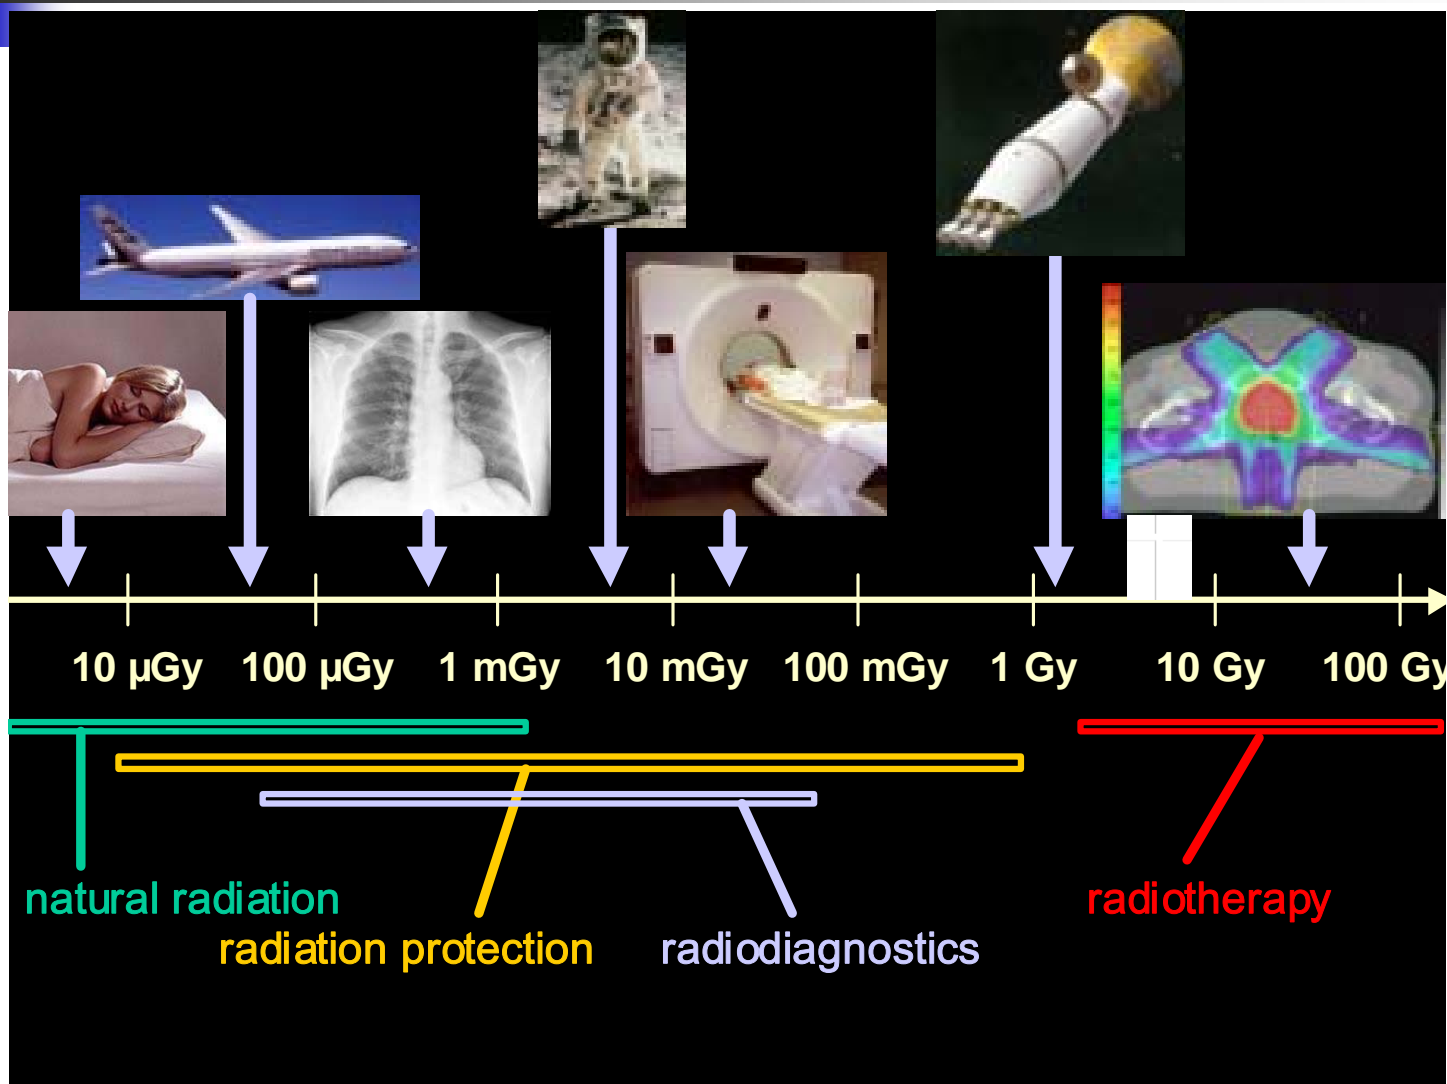 10 µGy 100 µGy 1 mGy 10 mGy 100 mGy 1 Gy 10 Gy 100 Gy
natural radiation
radiotherapy
radiation protection
radiodiagnostics